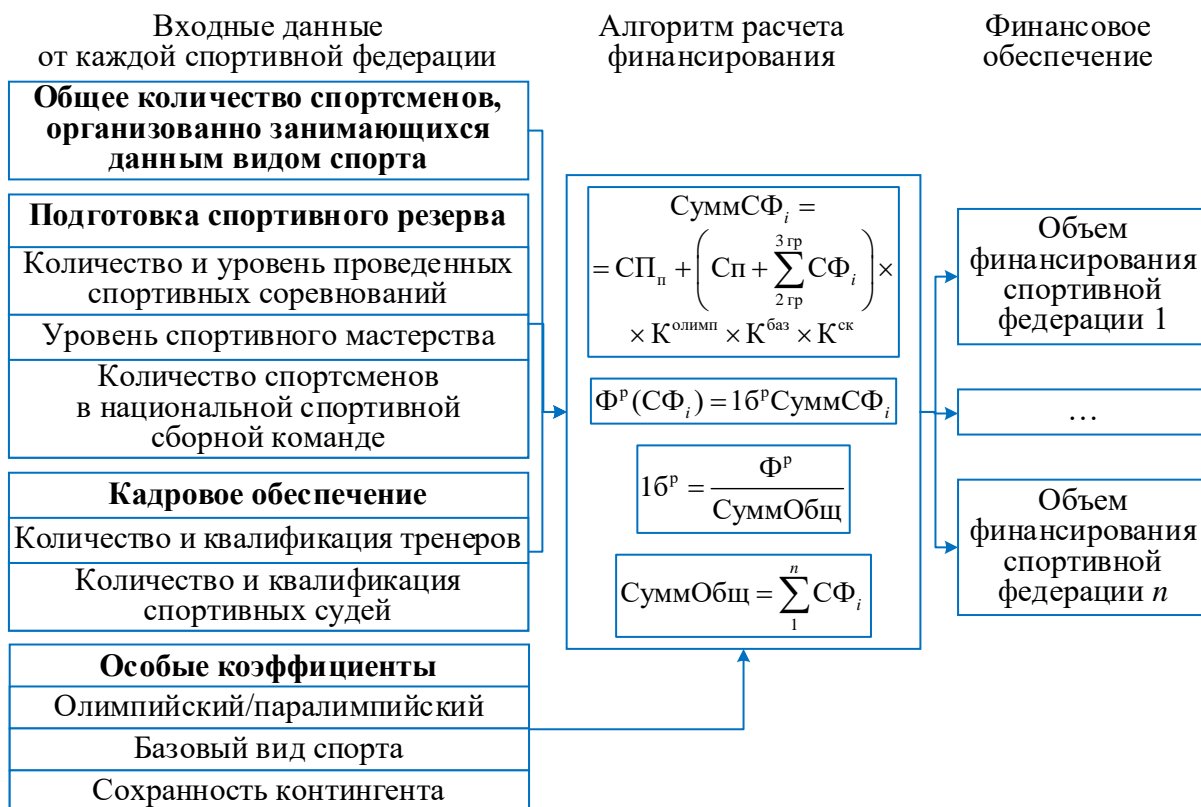 Входные данные
от каждой спортивной федерации
Общее количество спортсменов,
организованно занимающихся
данным видом спорта
Подготовка спортивного резерва
Количество и уровень проведенных
спортивных соревнований
Уровень спортивного мастерства
Количество спортсменов
в национальной спортивной
сборной команде
Кадровое обеспечение
Количество и квалификация тренеров
Количество и квалификация
спортивных судей
Особые коэффициенты
Олимпийский/паралимпийский
Базовый вид спорта
Сохранность контингента
Алгоритм расчета
финансирования
СуммСФ_i =
= СП_п + (Сп + ∑_{2 гр}^{3 гр} СФ_i) ×
× К^олимп × К^баз × К^ск
Ф^р(СФ_i) = 1б^р СуммСФ_i
1б^р = Ф^р / СуммОбщ
СуммОбщ = ∑_1^n СФ_i
Финансовое
обеспечение
Объем
финансирования
спортивной
федерации 1
…
Объем
финансирования
спортивной
федерации n